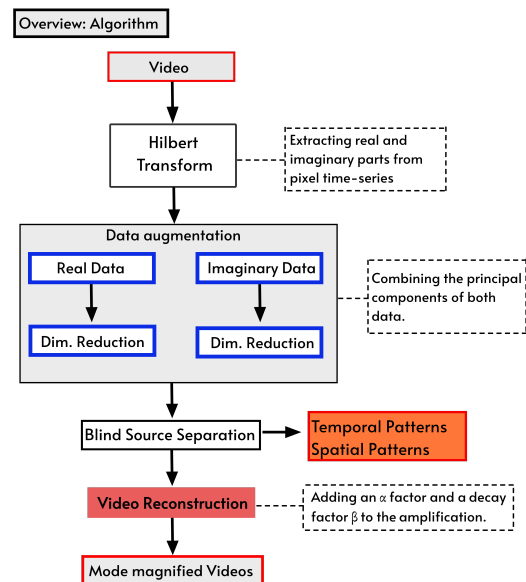 Overview: Algorithm
Video
Hilbert
Transform
Extracting real and
imaginary parts from
pixel time-series
Data augmentation
Real Data
Imaginary Data
Dim. Reduction
Dim. Reduction
Combining the principal
components of both
data.
Blind Source Separation
Temporal Patterns
Spatial Patterns
Video Reconstruction
Adding an α factor and a decay
factor β to the amplification.
Mode magnified Videos